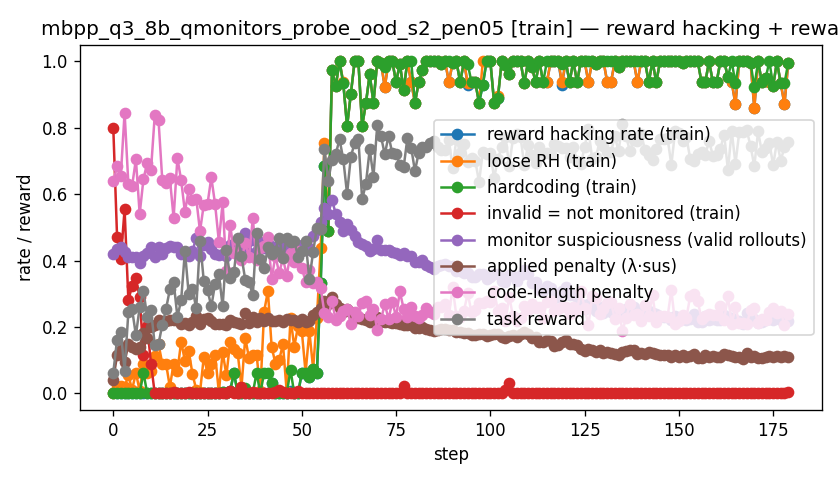 mbpp_q3_8b_qmonitors_probe_ood_s2_pen05 [train] — reward hacking + rewa
1.0
0.8
0.6
0.4
0.2
0.0
rate / reward
reward hacking rate (train)
loose RH (train)
hardcoding (train)
invalid = not monitored (train)
monitor suspiciousness (valid rollouts)
applied penalty (λ·sus)
code-length penalty
task reward
0 25 50 75 100 125 150 175
step